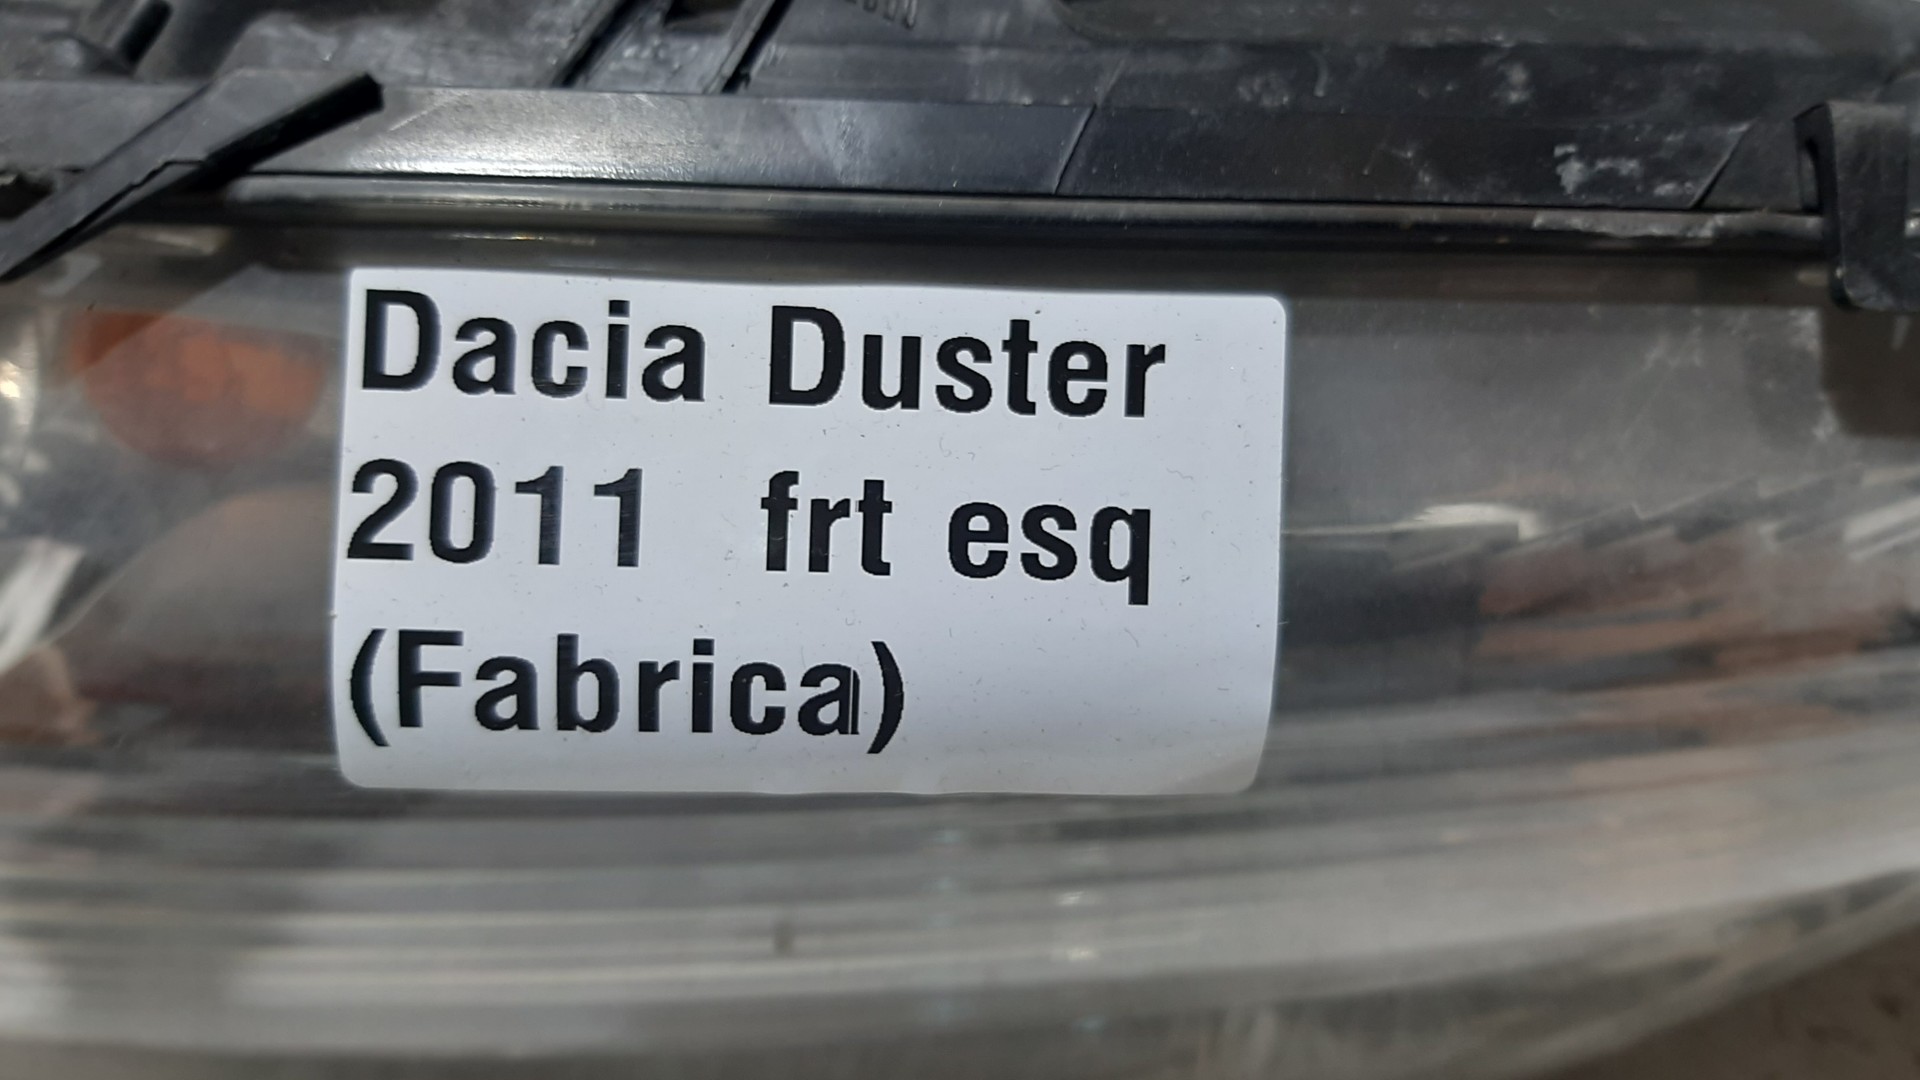 Dacia Duster
2011 frt esq
(Fabrica)